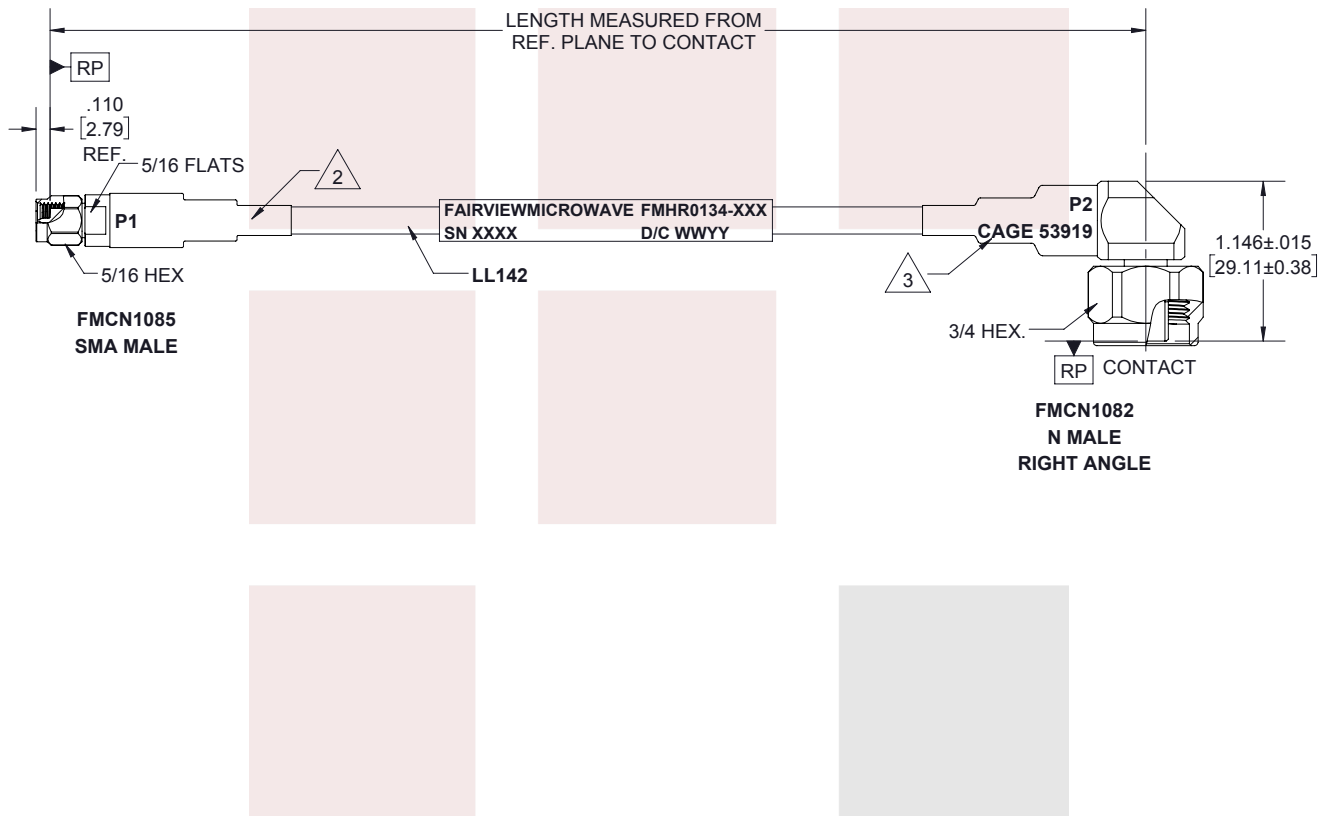 LENGTH MEASURED FROM
REF. PLANE TO CONTACT
RP
.110
[2.79]
REF.
5/16 FLATS
2
P1
FAIRVIEWMICROWAVE FMHR0134-XXX
SN XXXX D/C WWYY
P2
CAGE 53919
1.146±.015
[29.11±0.38]
5/16 HEX
LL142
3
3/4 HEX.
FMCN1085
SMA MALE
RP
CONTACT
FMCN1082
N MALE
RIGHT ANGLE